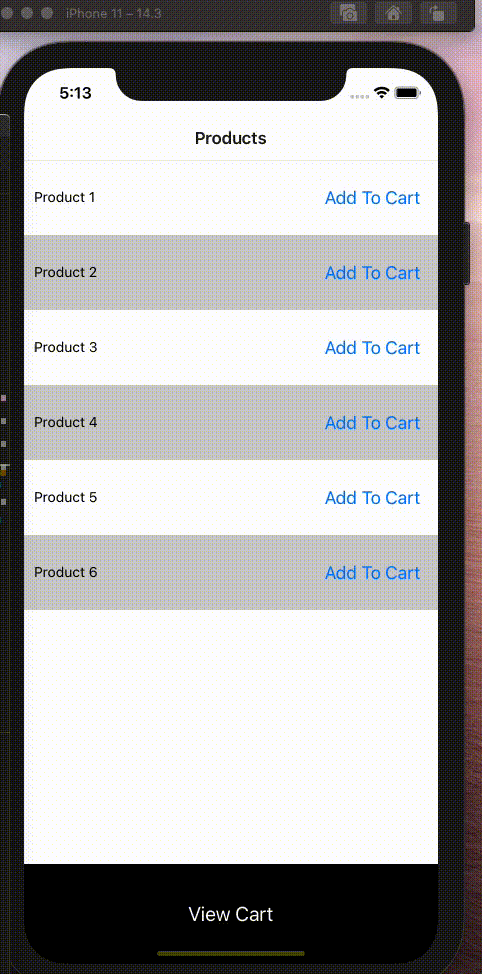 iPhone 11 – 14.3
5:13
Products
Product 1 Add To Cart
Product 2 Add To Cart
Product 3 Add To Cart
Product 4 Add To Cart
Product 5 Add To Cart
Product 6 Add To Cart
View Cart